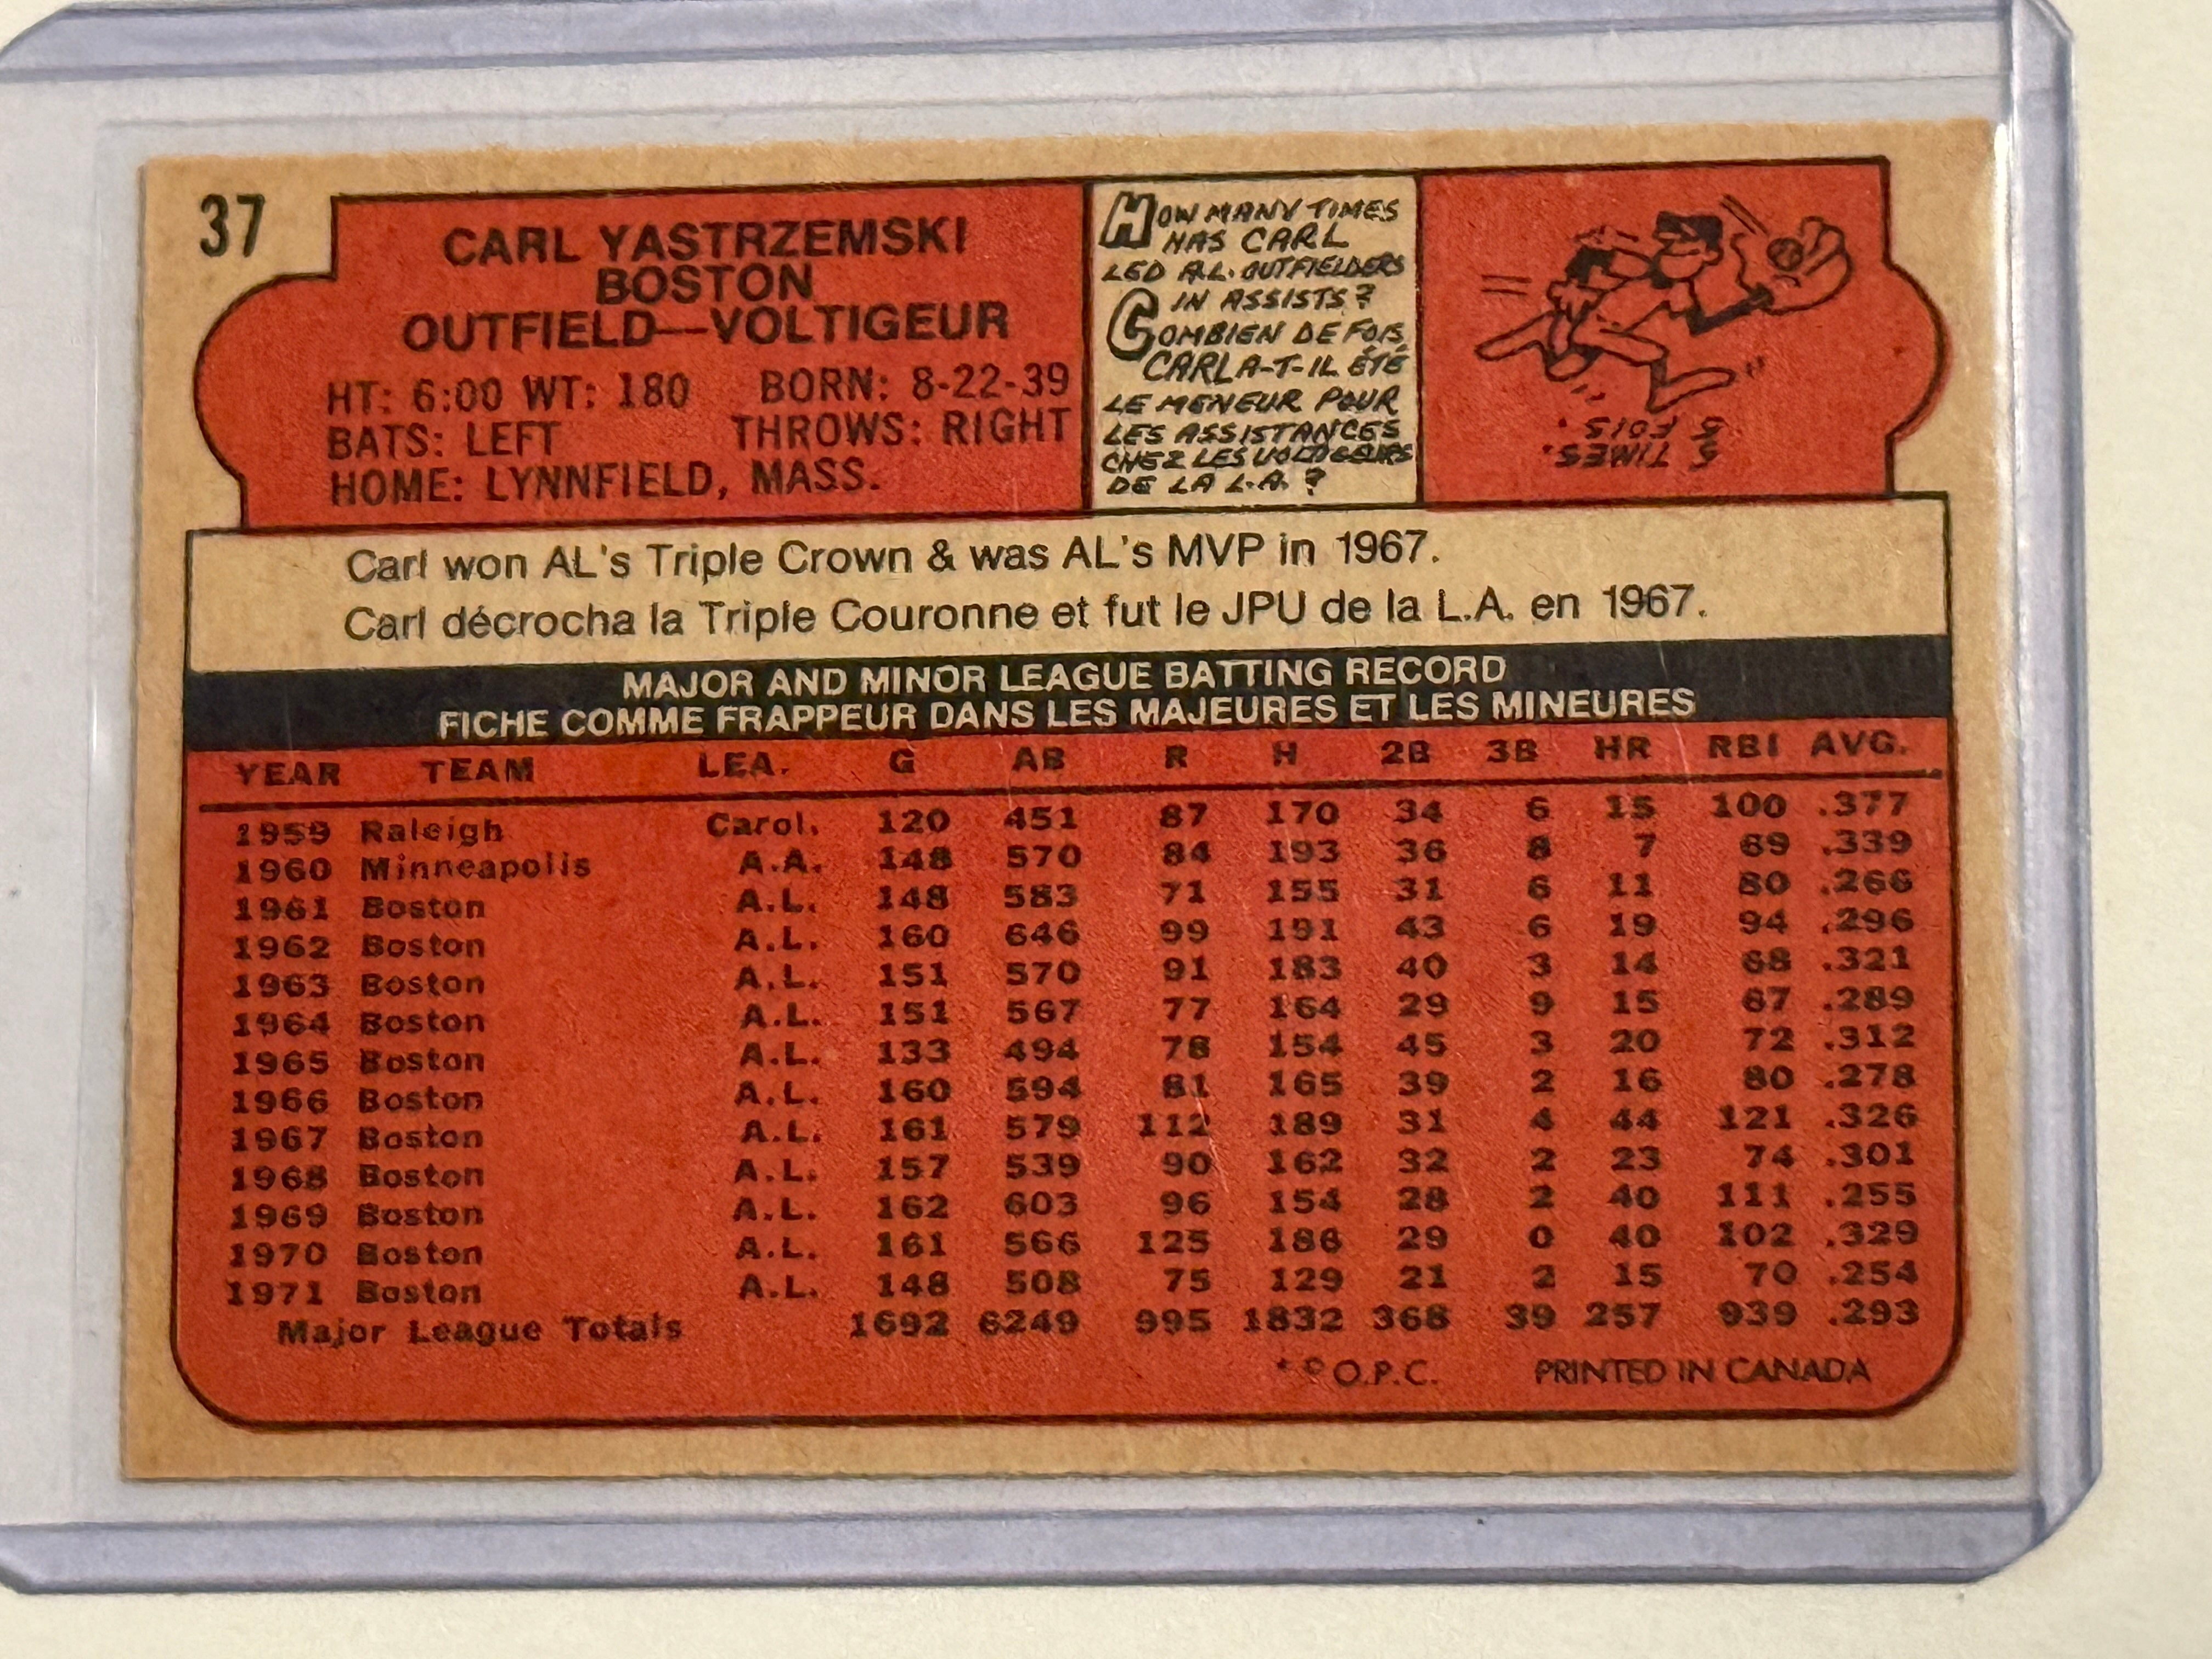 37
CARL YASTRZEMSKI
BOSTON
OUTFIELD—VOLTIGEUR
HT: 6:00 WT: 180 BORN: 8-22-39
BATS: LEFT THROWS: RIGHT
HOME: LYNNFIELD, MASS.
HOW MANY TIMES
HAS CARL
LED A.L. OUTFIELDERS
IN ASSISTS?
COMBIEN DE FOIS
CARL A-T-IL ÉTÉ
LE MENEUR POUR
LES ASSISTANCES
CHEZ LES VOLTIGEURS
DE LA L.A. ?
5 TIMES.
5 FOIS.
Carl won AL's Triple Crown & was AL's MVP in 1967.
Carl décrocha la Triple Couronne et fut le JPU de la L.A. en 1967.
MAJOR AND MINOR LEAGUE BATTING RECORD
FICHE COMME FRAPPEUR DANS LES MAJEURES ET LES MINEURES
YEAR TEAM LEA. G AB R H 2B 3B HR RBI AVG.
1959 Raleigh Carol. 120 451 87 170 34 6 15 100 .377
1960 Minneapolis A.A. 148 570 84 193 36 8 7 69 .339
1961 Boston A.L. 148 583 71 155 31 6 11 80 .266
1962 Boston A.L. 160 646 99 191 43 6 19 94 .296
1963 Boston A.L. 151 570 91 183 40 3 14 68 .321
1964 Boston A.L. 151 567 77 164 29 9 15 67 .289
1965 Boston A.L. 133 494 78 154 45 3 20 72 .312
1966 Boston A.L. 160 594 81 165 39 2 16 80 .278
1967 Boston A.L. 161 579 112 189 31 4 44 121 .326
1968 Boston A.L. 157 539 90 162 32 2 23 74 .301
1969 Boston A.L. 162 603 96 154 28 2 40 111 .255
1970 Boston A.L. 161 566 125 186 29 0 40 102 .329
1971 Boston A.L. 148 508 75 129 21 2 15 70 .254
Major League Totals 1692 6249 995 1832 368 39 257 939 .293
* © O.P.C. PRINTED IN CANADA